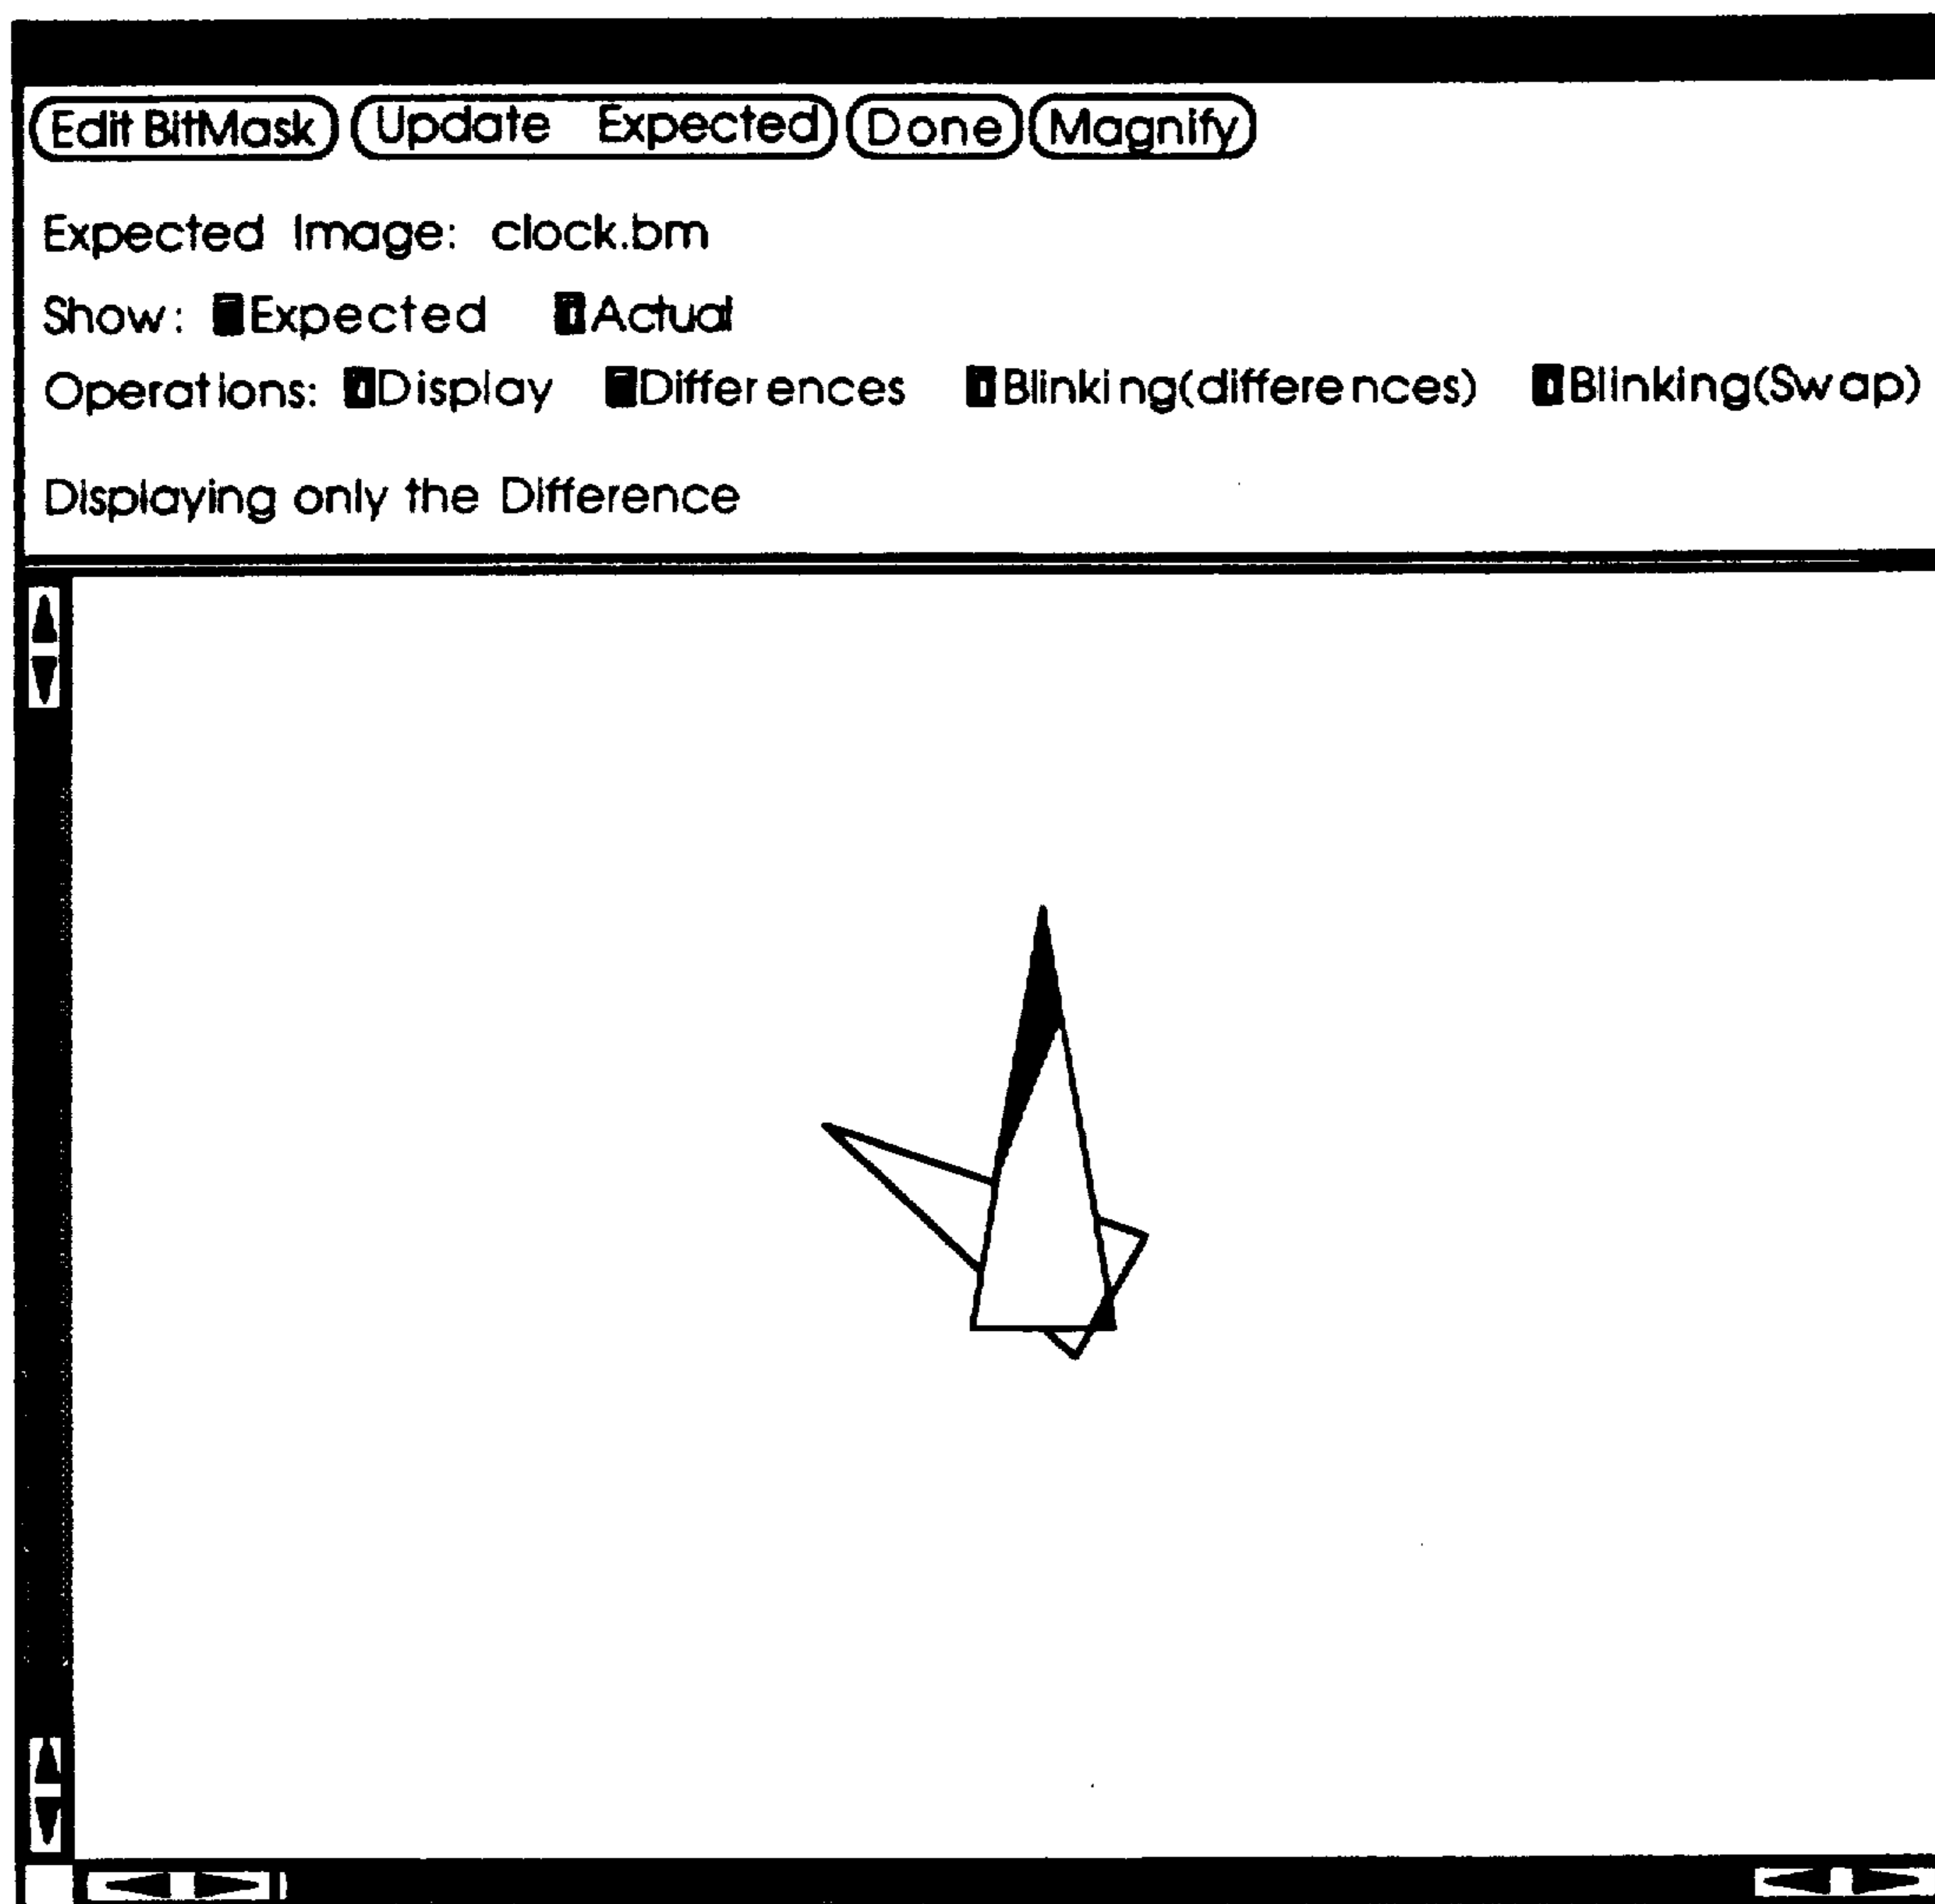 Edit BitMask Update Expected Done Magnify
Expected Image: clock.bm
Show: Expected Actual
Operations: Display Differences Blinking(differences) Blinking(Swap)
Displaying only the Difference